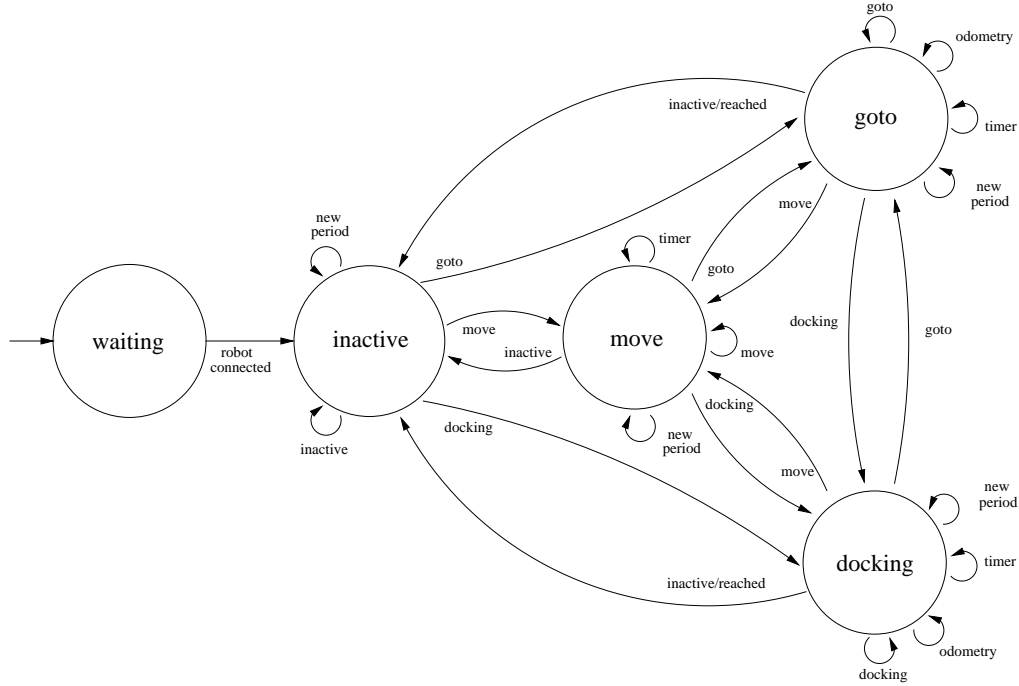 goto
odometry
inactive/reached
goto
timer
new
period
move
new
period
goto
timer
goto
waiting
robot
connected
inactive
move
inactive
move
move
docking
goto
inactive
docking
docking
new
period
move
new
period
docking
timer
inactive/reached
odometry
docking